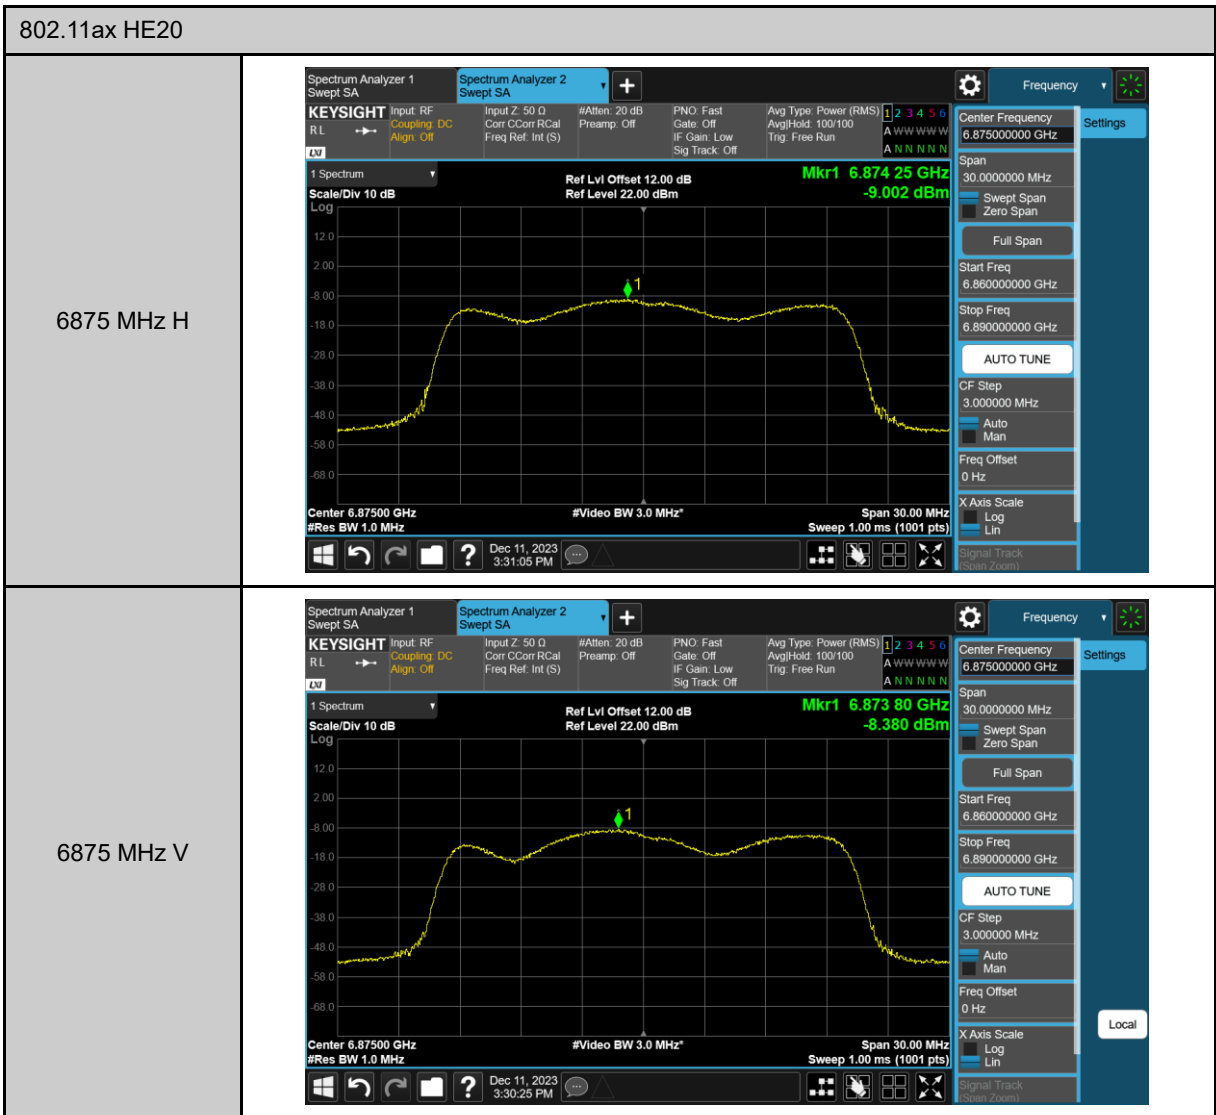 802.11ax HE20
6875 MHz H
Spectrum Analyzer 1
Swept SA
Spectrum Analyzer 2
Swept SA
Frequency
KEYSIGHT
RL
LXI
Input: RF
Coupling: DC
Align: Off
Input Z: 50 Ω
Corr CCorr RCal
Freq Ref: Int (S)
#Atten: 20 dB
Preamp: Off
PNO: Fast
Gate: Off
IF Gain: Low
Sig Track: Off
Avg Type: Power (RMS)
Avg|Hold: 100/100
Trig: Free Run
1 2 3 4 5 6
A W W W W W
A N N N N N
1 Spectrum
Scale/Div 10 dB
Log
Ref Lvl Offset 12.00 dB
Ref Level 22.00 dBm
Mkr1 6.874 25 GHz
-9.002 dBm
12.0
2.00
-8.00
-18.0
-28.0
-38.0
-48.0
-58.0
-68.0
1
Center 6.87500 GHz
#Res BW 1.0 MHz
#Video BW 3.0 MHz*
Span 30.00 MHz
Sweep 1.00 ms (1001 pts)
Dec 11, 2023
3:31:05 PM
Center Frequency
6.875000000 GHz
Settings
Span
30.0000000 MHz
Swept Span
Zero Span
Full Span
Start Freq
6.860000000 GHz
Stop Freq
6.890000000 GHz
AUTO TUNE
CF Step
3.000000 MHz
Auto
Man
Freq Offset
0 Hz
X Axis Scale
Log
Lin
Signal Track
(Span Zoom)
6875 MHz V
Spectrum Analyzer 1
Swept SA
Spectrum Analyzer 2
Swept SA
Frequency
KEYSIGHT
RL
LXI
Input: RF
Coupling: DC
Align: Off
Input Z: 50 Ω
Corr CCorr RCal
Freq Ref: Int (S)
#Atten: 20 dB
Preamp: Off
PNO: Fast
Gate: Off
IF Gain: Low
Sig Track: Off
Avg Type: Power (RMS)
Avg|Hold: 100/100
Trig: Free Run
1 2 3 4 5 6
A W W W W W
A N N N N N
1 Spectrum
Scale/Div 10 dB
Log
Ref Lvl Offset 12.00 dB
Ref Level 22.00 dBm
Mkr1 6.873 80 GHz
-8.380 dBm
12.0
2.00
-8.00
-18.0
-28.0
-38.0
-48.0
-58.0
-68.0
1
Center 6.87500 GHz
#Res BW 1.0 MHz
#Video BW 3.0 MHz*
Span 30.00 MHz
Sweep 1.00 ms (1001 pts)
Dec 11, 2023
3:30:25 PM
Center Frequency
6.875000000 GHz
Settings
Span
30.0000000 MHz
Swept Span
Zero Span
Full Span
Start Freq
6.860000000 GHz
Stop Freq
6.890000000 GHz
AUTO TUNE
CF Step
3.000000 MHz
Auto
Man
Freq Offset
0 Hz
Local
X Axis Scale
Log
Lin
Signal Track
(Span Zoom)